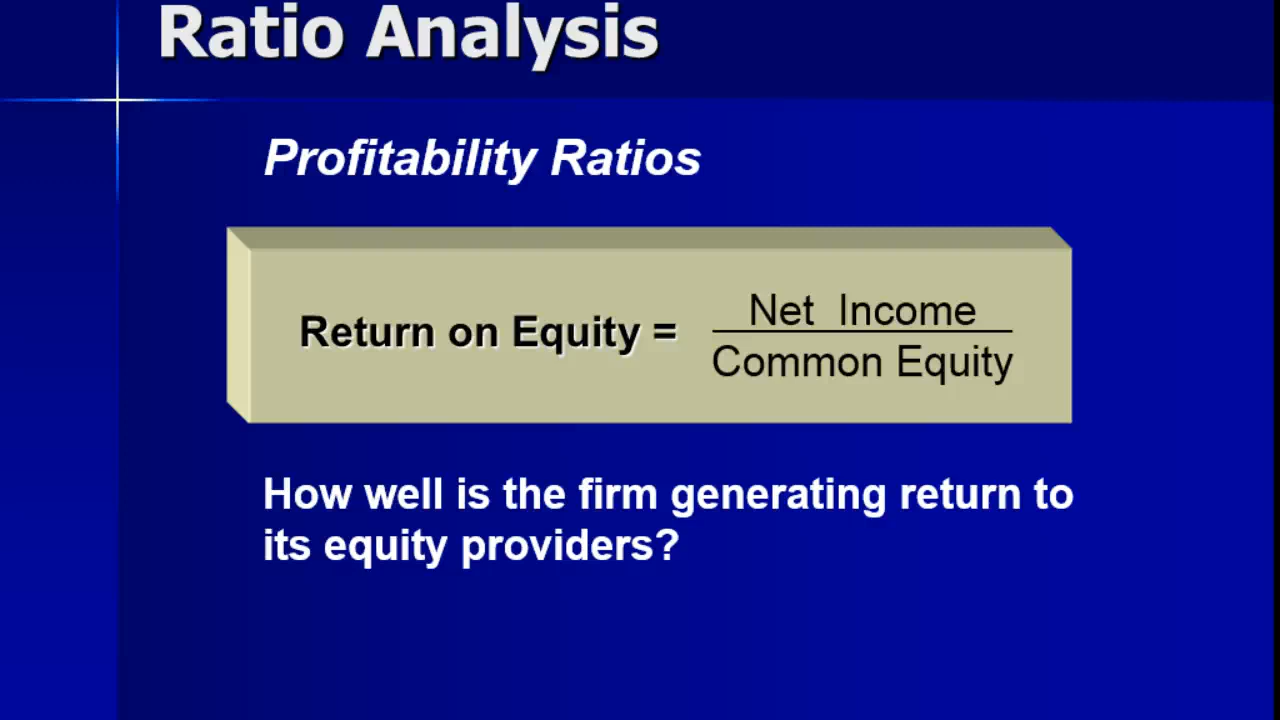 Ratio Analysis
Profitability Ratios
Return on Equity = Net Income
Common Equity
How well is the firm generating return to
its equity providers?